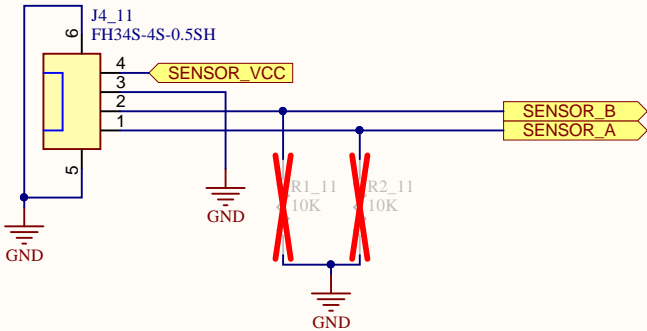 J4_11
FH34S-4S-0.5SH
6
4
SENSOR_VCC
3
2
SENSOR_B
1
SENSOR_A
5
R1_11
10K
R2_11
10K
GND
GND
GND